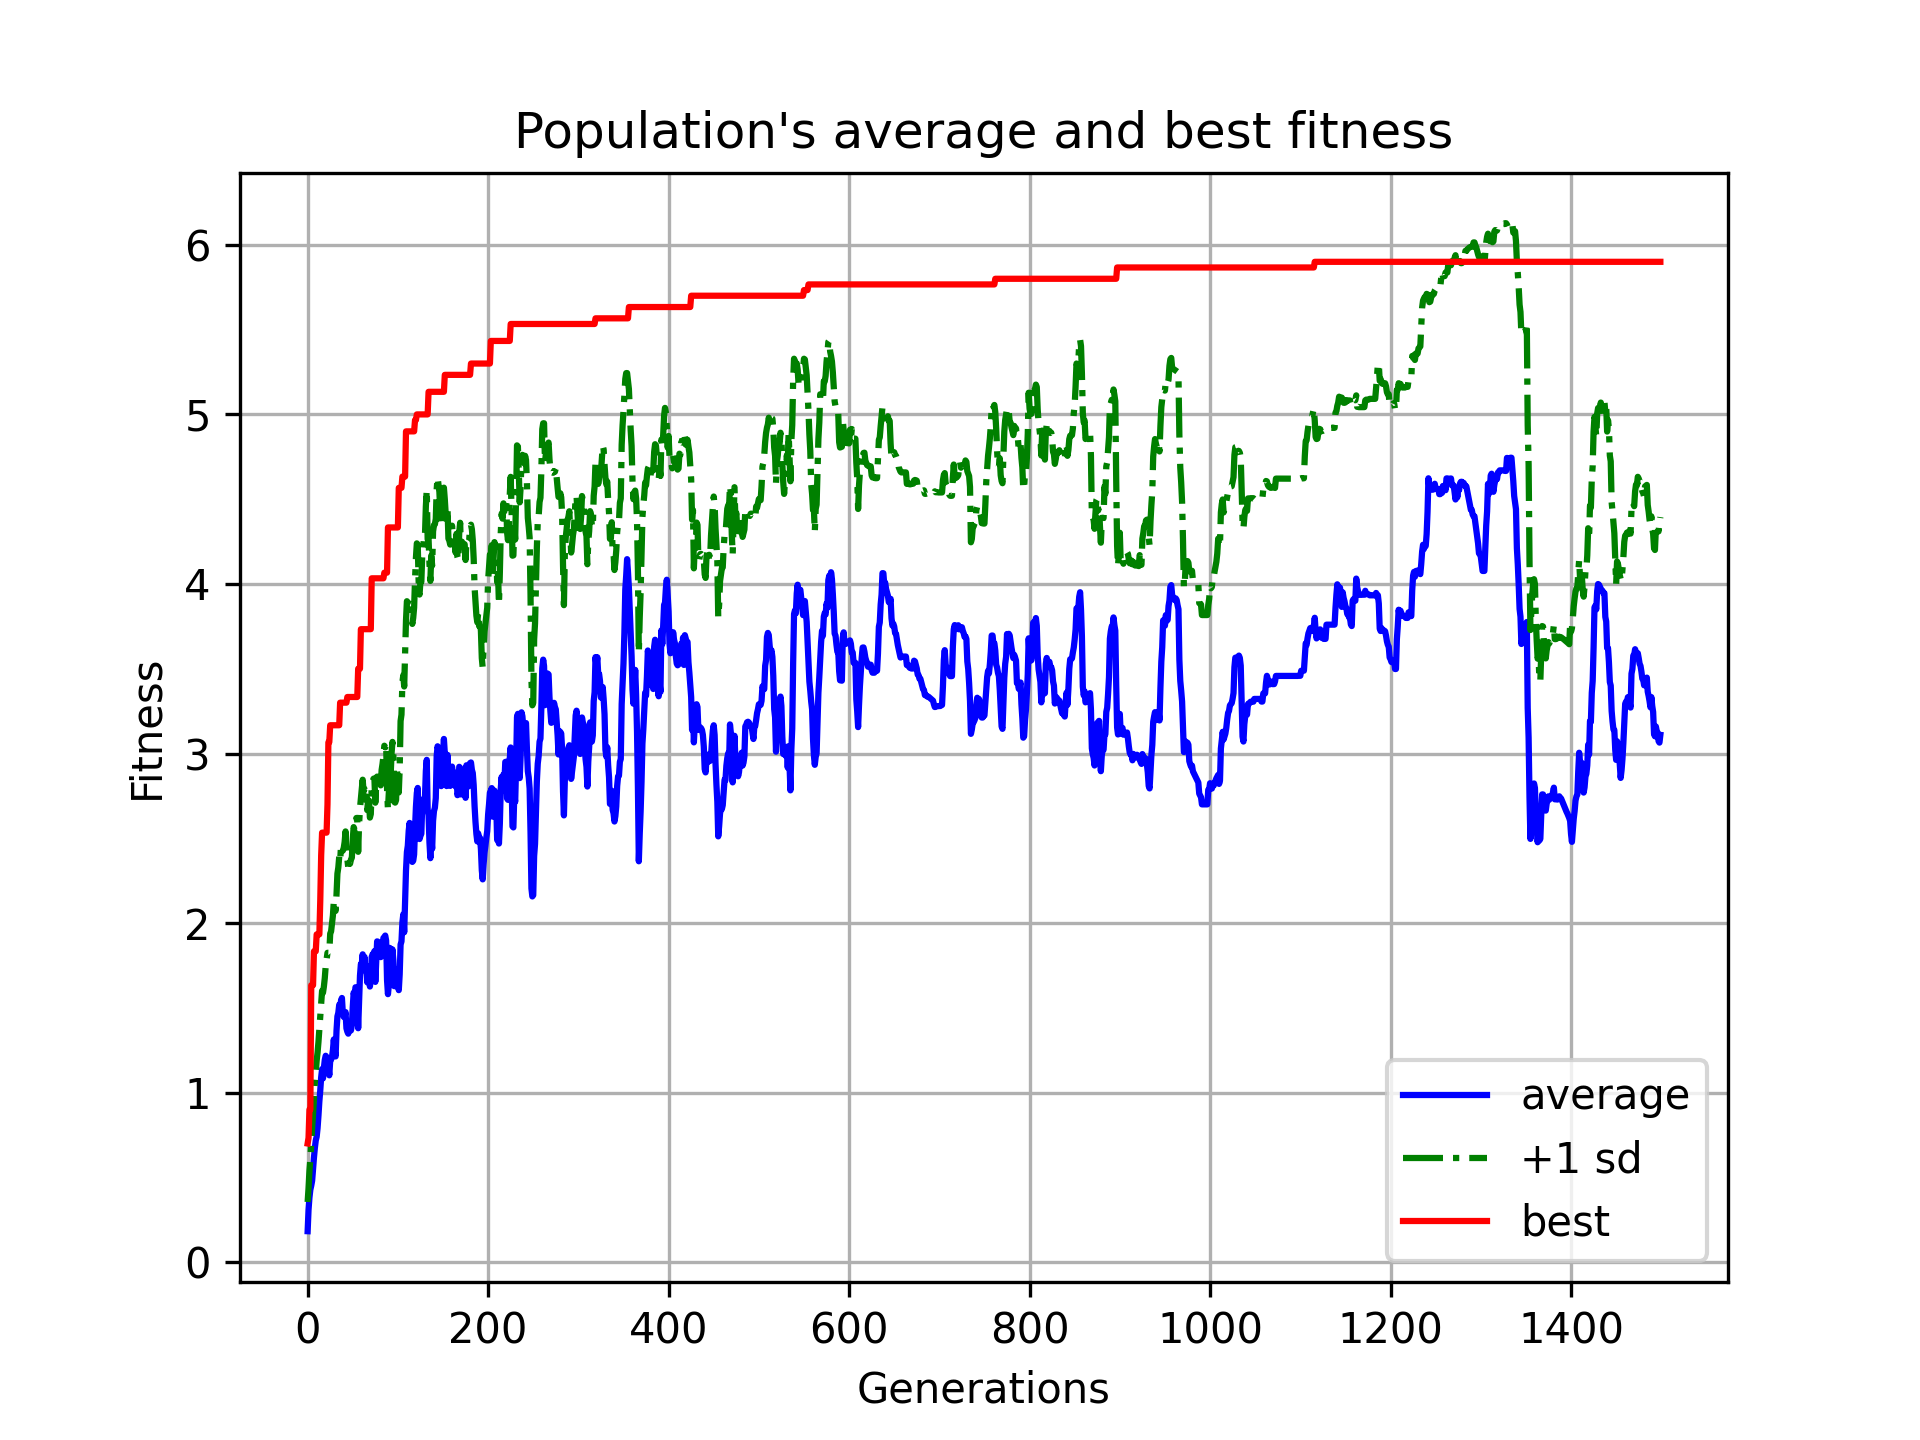 Population's average and best fitness
Fitness
6
5
4
3
2
1
0
0 200 400 600 800 1000 1200 1400
Generations
average
+1 sd
best